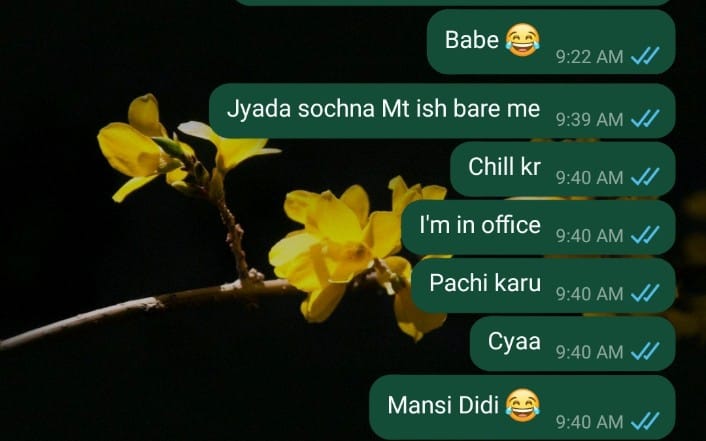 Babe 😂 9:22 AM
Jyada sochna Mt ish bare me 9:39 AM
Chill kr 9:40 AM
I'm in office 9:40 AM
Pachi karu 9:40 AM
Cyaa 9:40 AM
Mansi Didi 😂 9:40 AM